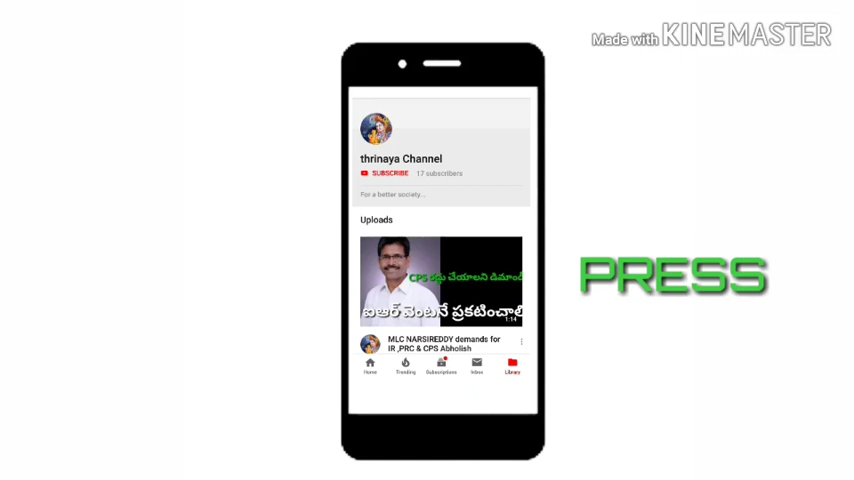 Made with KINEMASTER
thrinaya Channel
SUBSCRIBE 17 subscribers
For a better society...
Uploads
CPS రద్దు చేయాలని డిమాండ్
ఐఆర్ వెంటనే ప్రకటించాలి
1:14
MLC NARSIREDDY demands for
IR ,PRC & CPS Abholish
Home Trending Subscriptions Inbox Library
PRESS